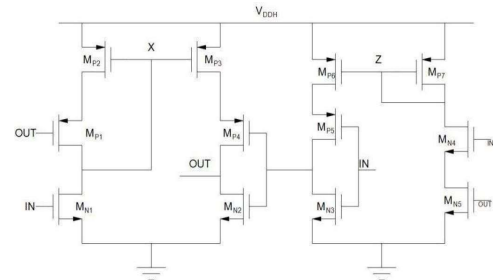 V_DDH
M_P2 X M_P3 M_P6 Z M_P7
OUT M_P1 M_P4 M_P5 M_N4 IN
OUT IN
IN M_N1 M_N2 M_N3 M_N5 OUT